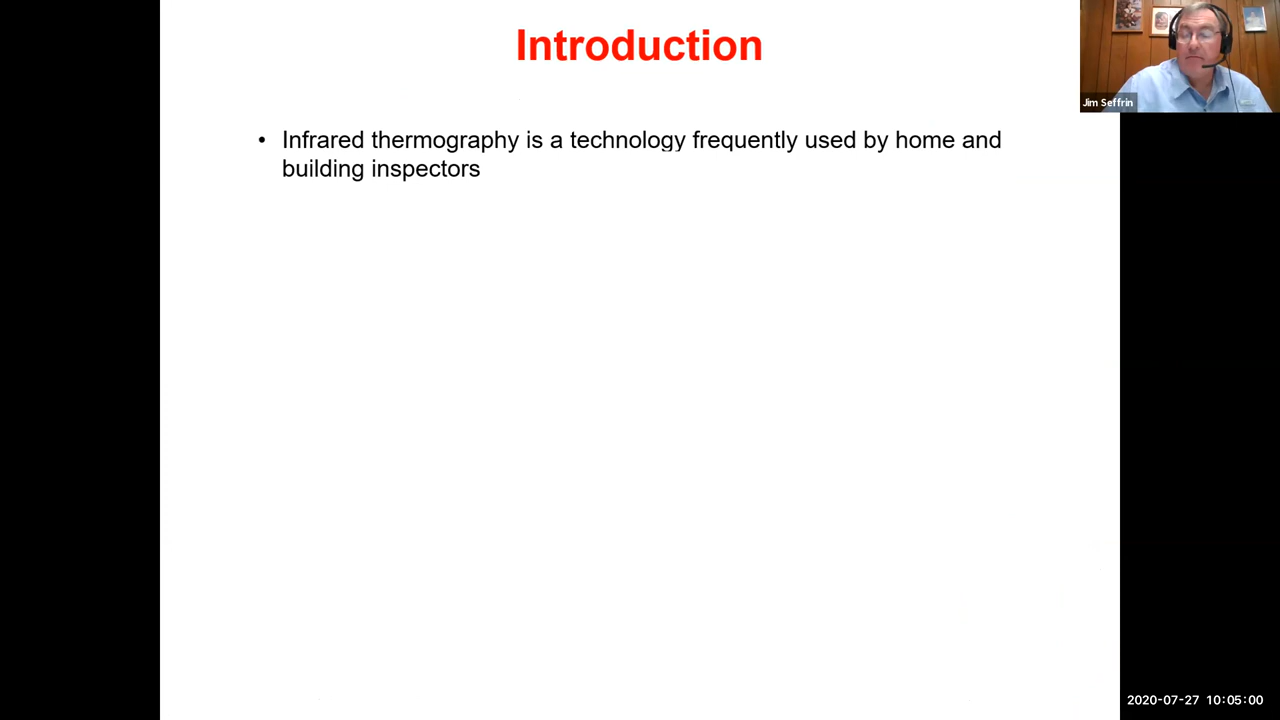 Introduction
Jim Seffrin
• Infrared thermography is a technology frequently used by home and
building inspectors
2020-07-27 10:05:00